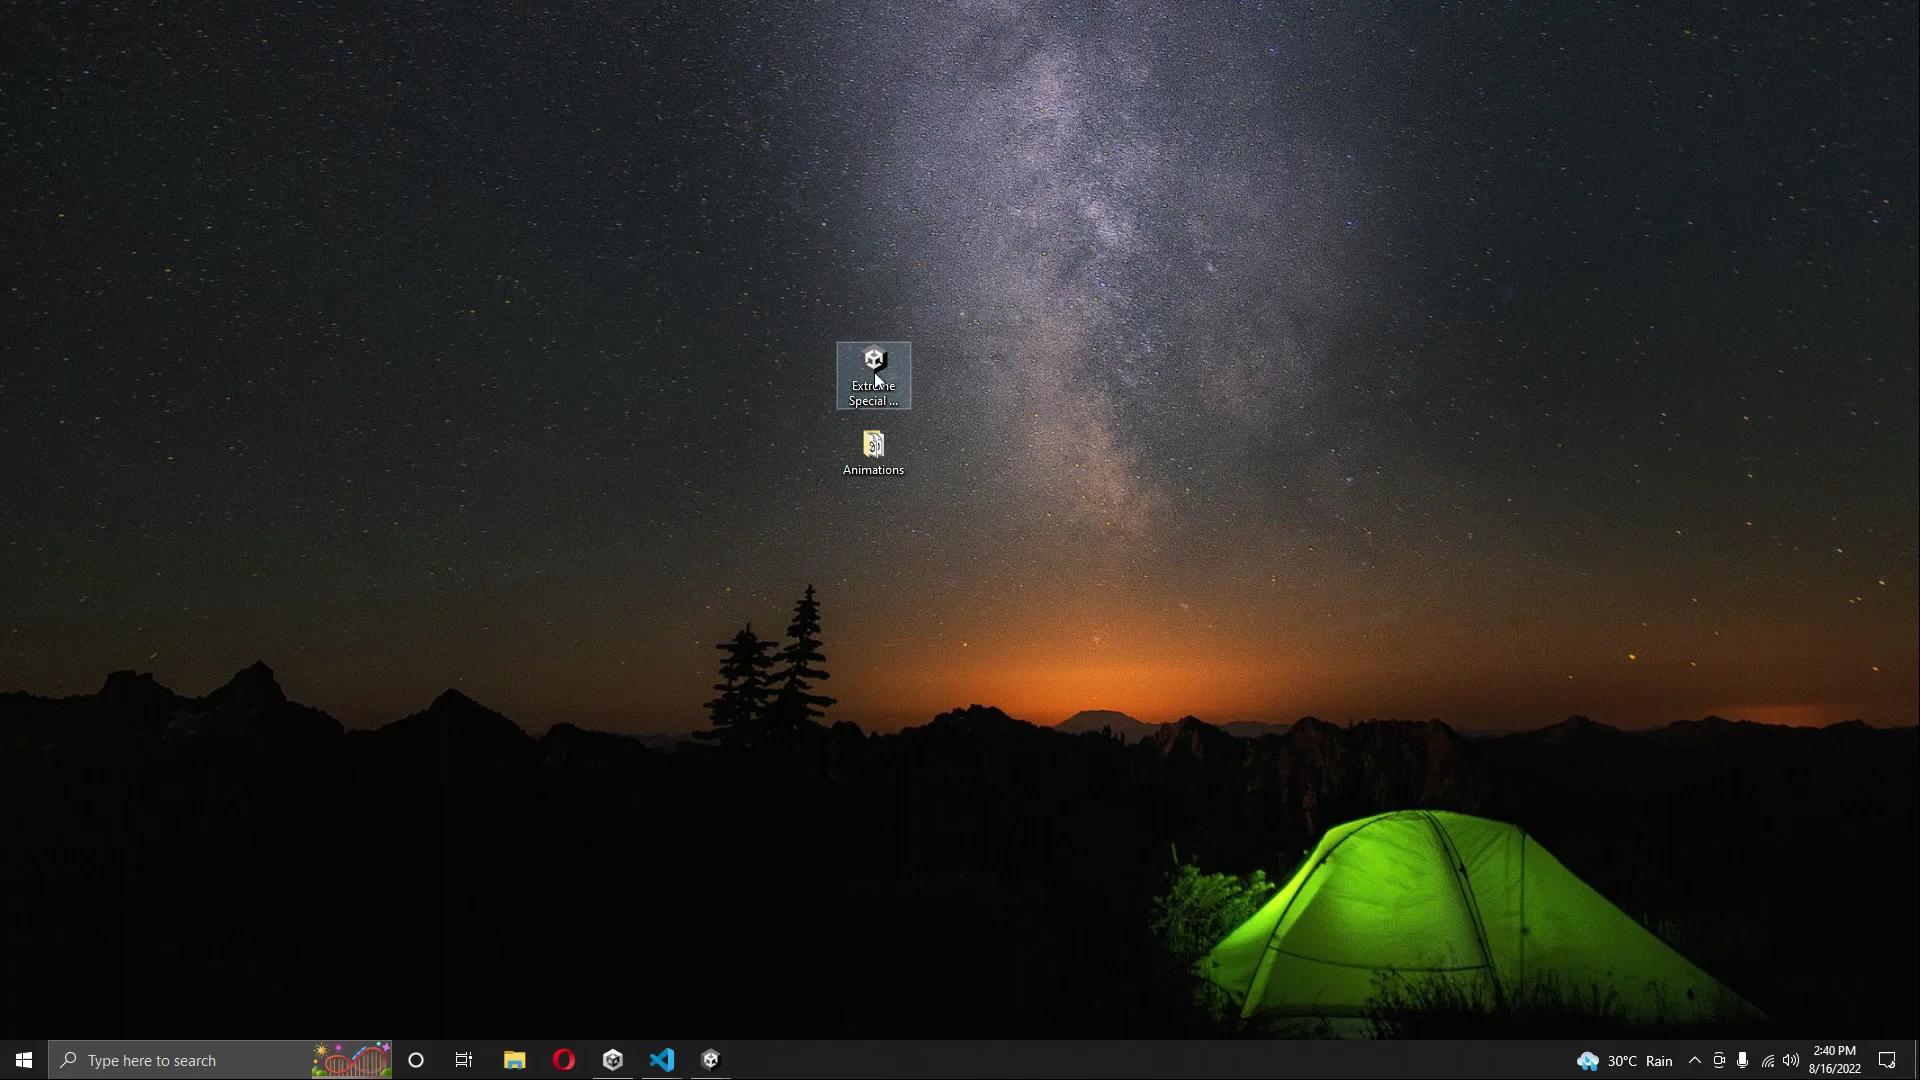 Extreme
Special ...
Animations
Type here to search
30°C Rain
2:40 PM
8/16/2022